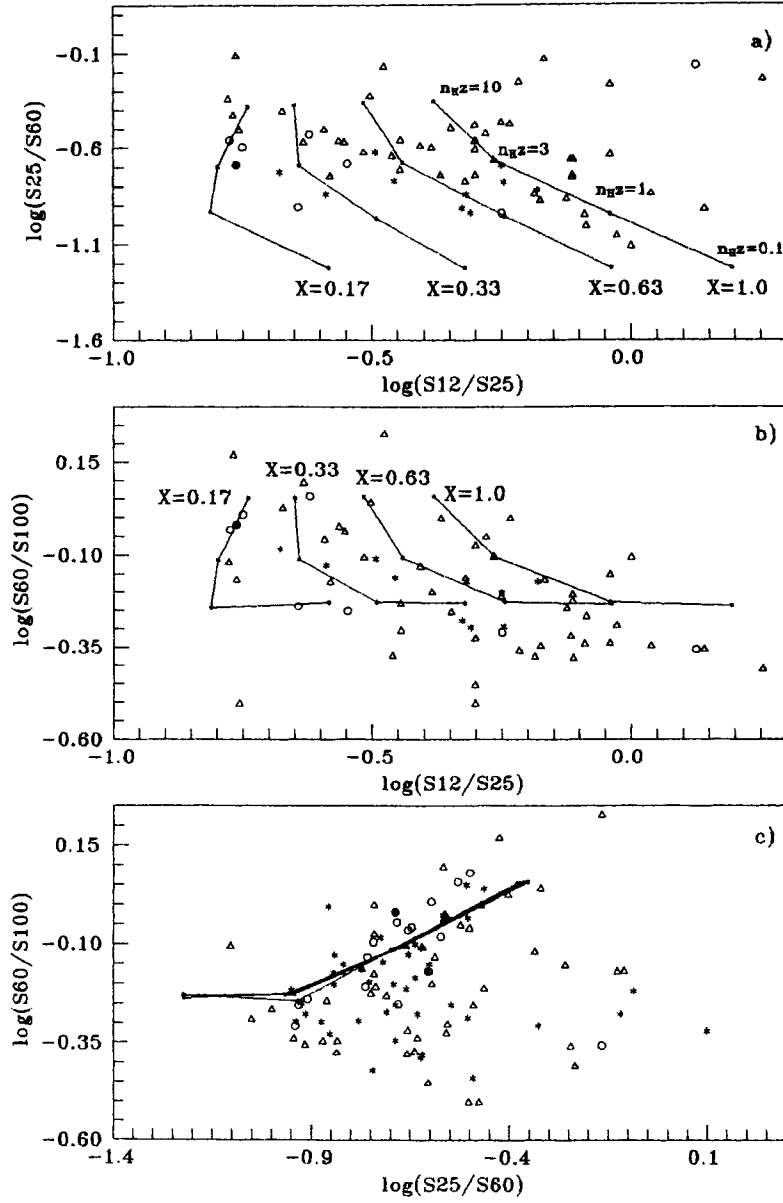 a)
-0.1
-0.6
-1.1
-1.6
log(S25/S60)
n_Hz=10
n_Hz=3
n_Hz=1
n_Hz=0.1
X=0.17 X=0.33 X=0.63 X=1.0
-1.0 -0.5 0.0
log(S12/S25)
b)
0.15
-0.10
-0.35
-0.60
log(S60/S100)
X=0.17 X=0.33 X=0.63 X=1.0
-1.0 -0.5 0.0
log(S12/S25)
c)
0.15
-0.10
-0.35
-0.60
log(S60/S100)
-1.4 -0.9 -0.4 0.1
log(S25/S60)